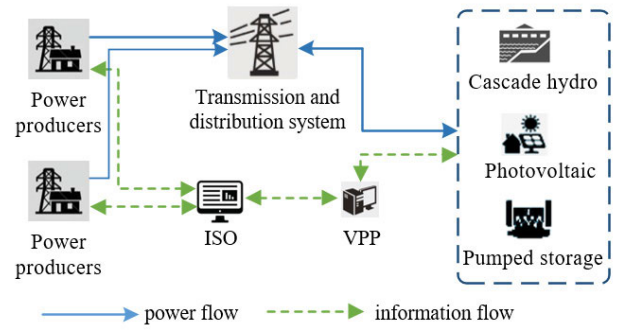 Power
producers
Transmission and
distribution system
Cascade hydro
Photovoltaic
Power
producers
ISO
VPP
Pumped storage
power flow
information flow